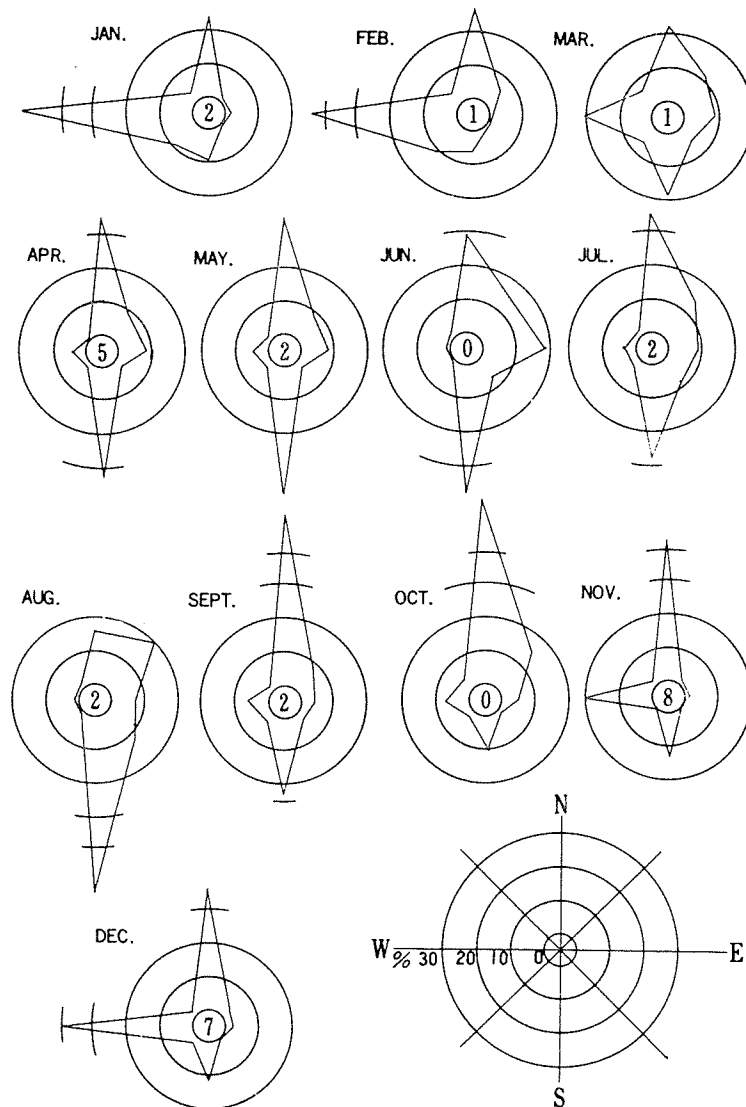 JAN.
2
FEB.
1
MAR.
1
APR.
5
MAY.
2
JUN.
0
JUL.
2
AUG.
2
SEPT.
2
OCT.
0
NOV.
8
DEC.
7
N
W % 30 20 10 0 E
S